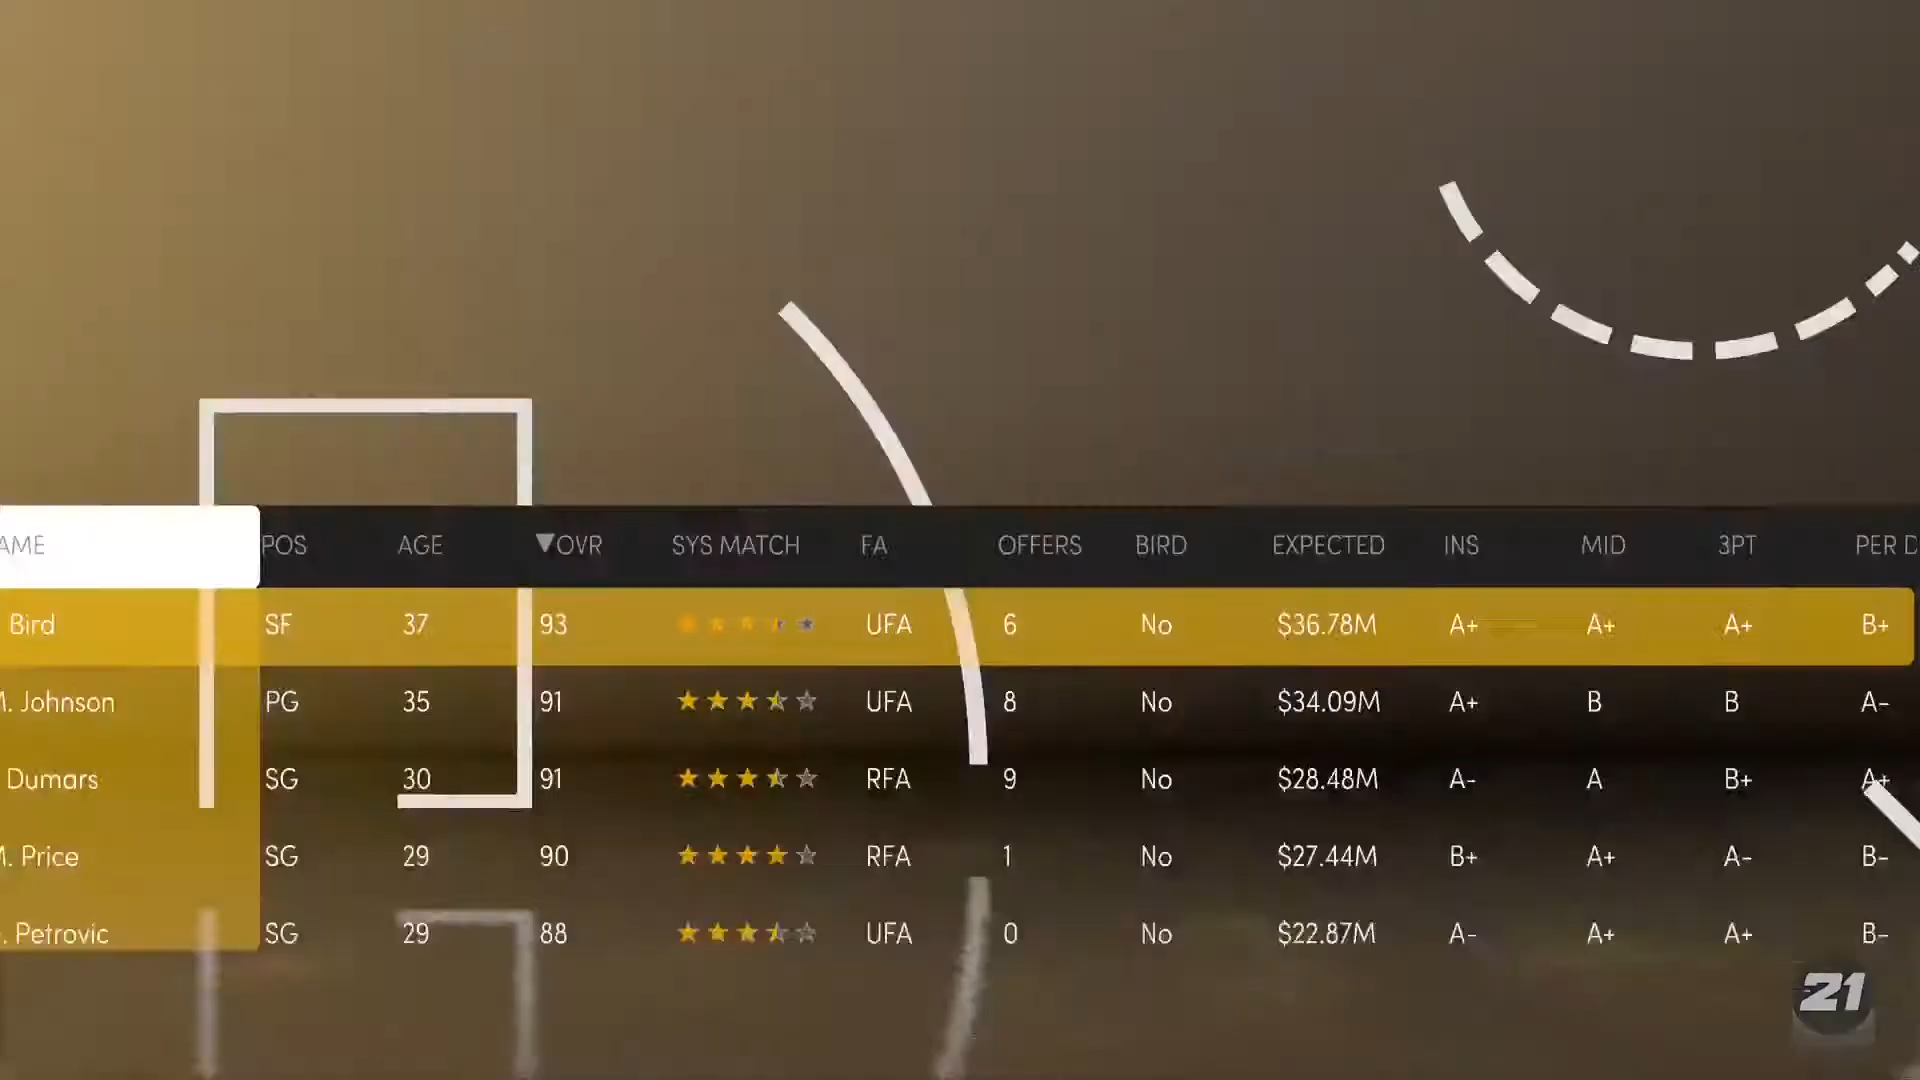 AME POS AGE ▼OVR SYS MATCH FA OFFERS BIRD EXPECTED INS MID 3PT PER D
Bird SF 37 93 UFA 6 No $36.78M A+ A+ A+ B+
M. Johnson PG 35 91 UFA 8 No $34.09M A+ B B A-
Dumars SG 30 91 RFA 9 No $28.48M A- A B+ A+
M. Price SG 29 90 RFA 1 No $27.44M B+ A+ A- B-
. Petrovic SG 29 88 UFA 0 No $22.87M A- A+ A+ B-
21